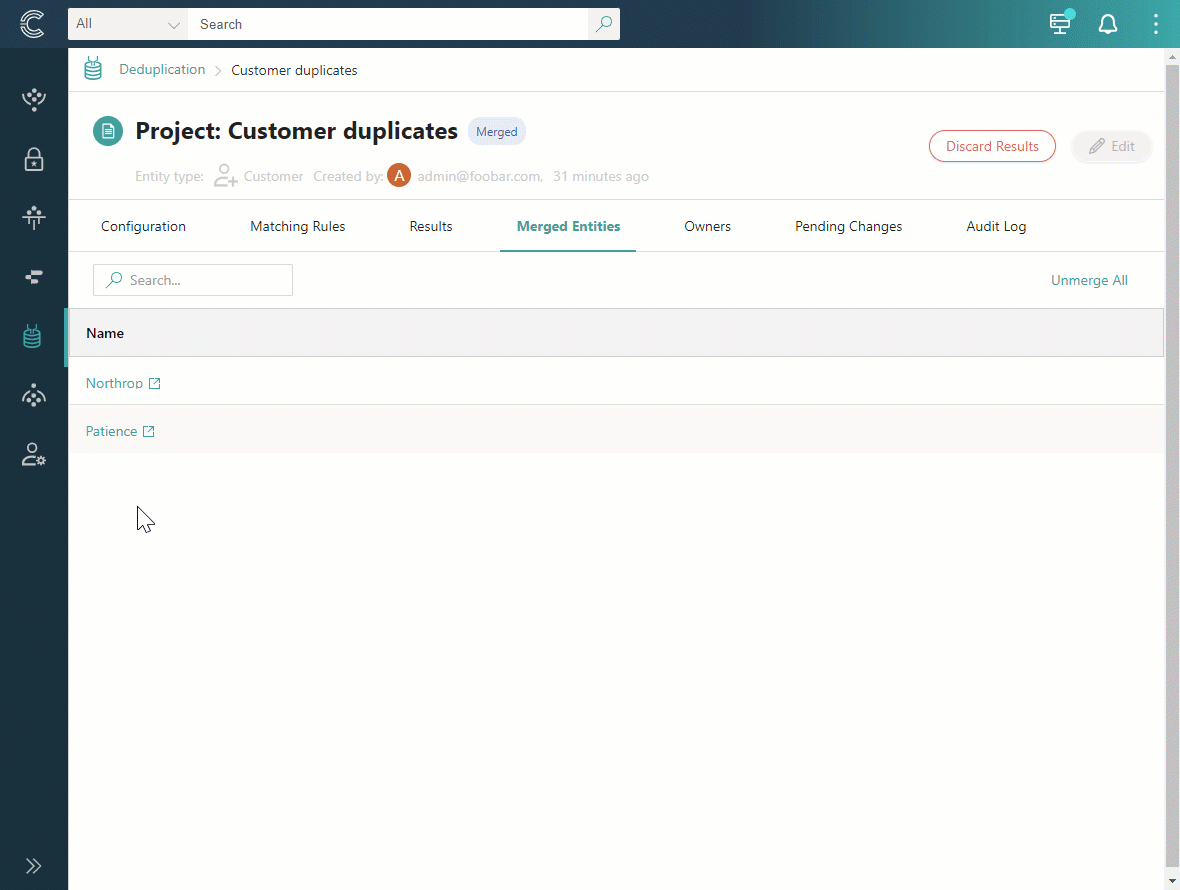 All
Search
Deduplication
Customer duplicates
Project: Customer duplicates
Merged
Discard Results
Edit
Entity type:
Customer
Created by:
A
admin@foobar.com,
31 minutes ago
Configuration
Matching Rules
Results
Merged Entities
Owners
Pending Changes
Audit Log
Search...
Unmerge All
Name
Northrop
Patience